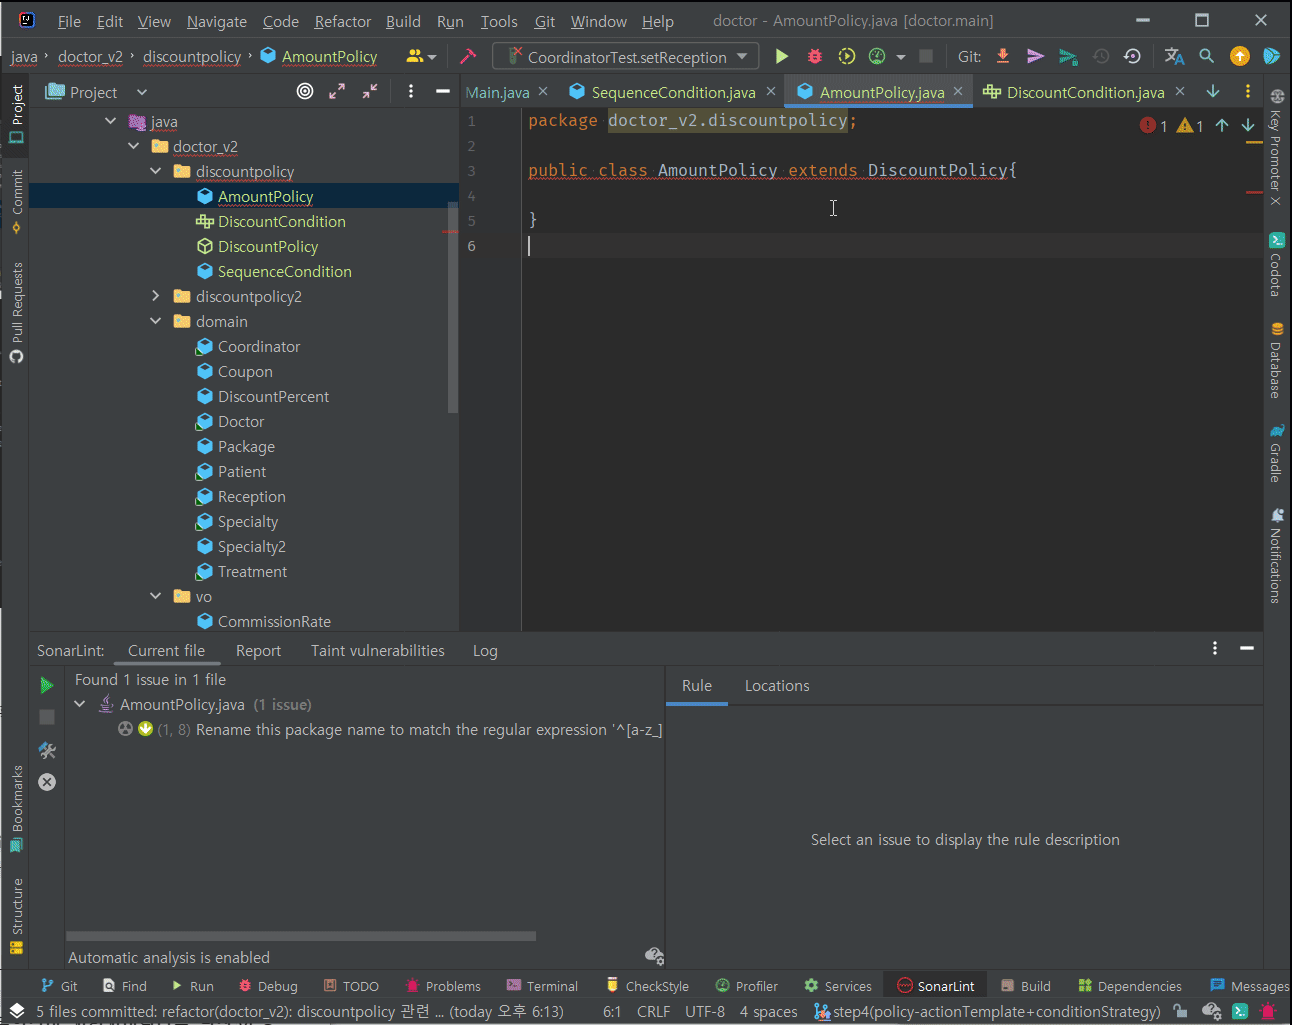 File Edit View Navigate Code Refactor Build Run Tools Git Window Help doctor - AmountPolicy.java [doctor.main]
java doctor_v2 discountpolicy AmountPolicy CoordinatorTest.setReception Git:
Project Main.java SequenceCondition.java AmountPolicy.java DiscountCondition.java
Project
Commit
Pull Requests
Bookmarks
Structure
java
doctor_v2
discountpolicy
AmountPolicy
DiscountCondition
DiscountPolicy
SequenceCondition
discountpolicy2
domain
Coordinator
Coupon
DiscountPercent
Doctor
Package
Patient
Reception
Specialty
Specialty2
Treatment
vo
CommissionRate
1 package doctor_v2.discountpolicy; 1 1
2
3 public class AmountPolicy extends DiscountPolicy{
4
5 }
6
Key Promoter X
Codota
Database
Gradle
Notifications
SonarLint: Current file Report Taint vulnerabilities Log
Found 1 issue in 1 file
AmountPolicy.java (1 issue)
(1, 8) Rename this package name to match the regular expression '^[a-z_]
Automatic analysis is enabled
Rule Locations
Select an issue to display the rule description
Git Find Run Debug TODO Problems Terminal CheckStyle Profiler Services SonarLint Build Dependencies Messages
5 files committed: refactor(doctor_v2): discountpolicy 관련 ... (today 오후 6:13) 6:1 CRLF UTF-8 4 spaces step4(policy-actionTemplate+conditionStrategy)